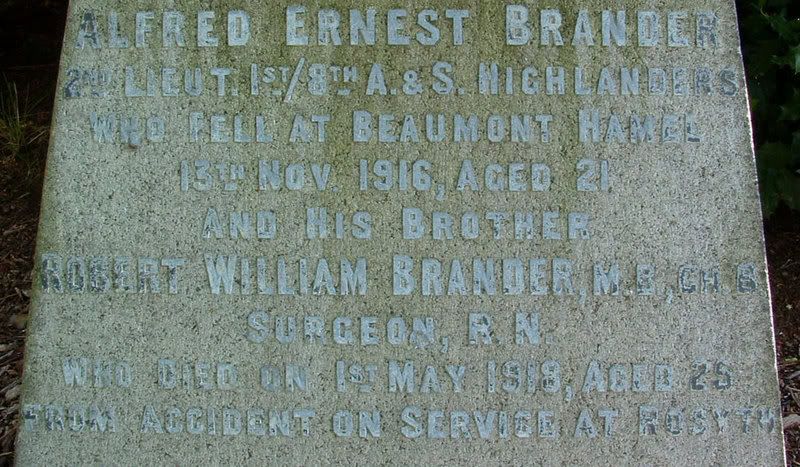 ALFRED ERNEST BRANDER
2ND LIEUT. 1ST/8TH A. & S. HIGHLANDERS
WHO FELL AT BEAUMONT HAMEL
13TH NOV. 1916, AGED 21
AND HIS BROTHER
ROBERT WILLIAM BRANDER, M.B., CH. B
SURGEON, R.N.
WHO DIED ON 1ST MAY 1918, AGED 25
FROM ACCIDENT ON SERVICE AT ROSYTH